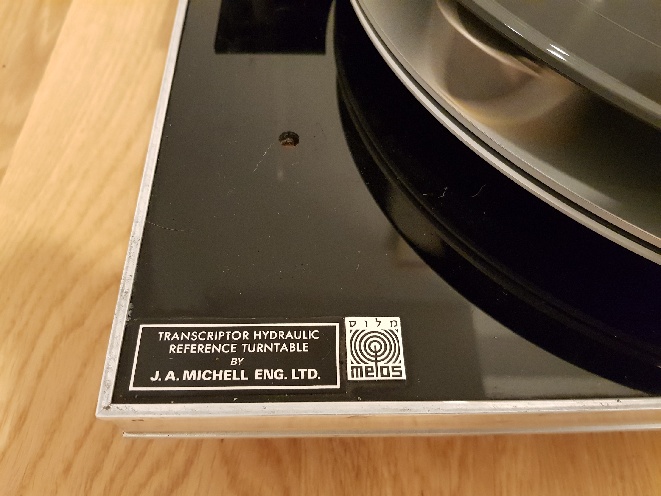 TRANSCRIPTOR HYDRAULIC
REFERENCE TURNTABLE
BY
J. A. MICHELL ENG. LTD.
מלוס
melos